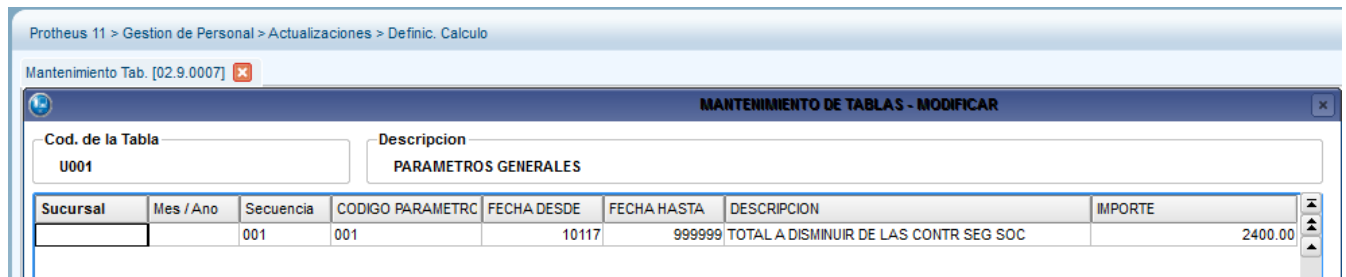 Protheus 11 > Gestion de Personal > Actualizaciones > Definic. Calculo
Mantenimiento Tab. [02.9.0007]
MANTENIMIENTO DE TABLAS - MODIFICAR
Cod. de la Tabla Descripcion
U001 PARAMETROS GENERALES
Sucursal Mes / Ano Secuencia CODIGO PARAMETRO FECHA DESDE FECHA HASTA DESCRIPCION IMPORTE
001 001 10117 999999 TOTAL A DISMINUIR DE LAS CONTR SEG SOC 2400.00